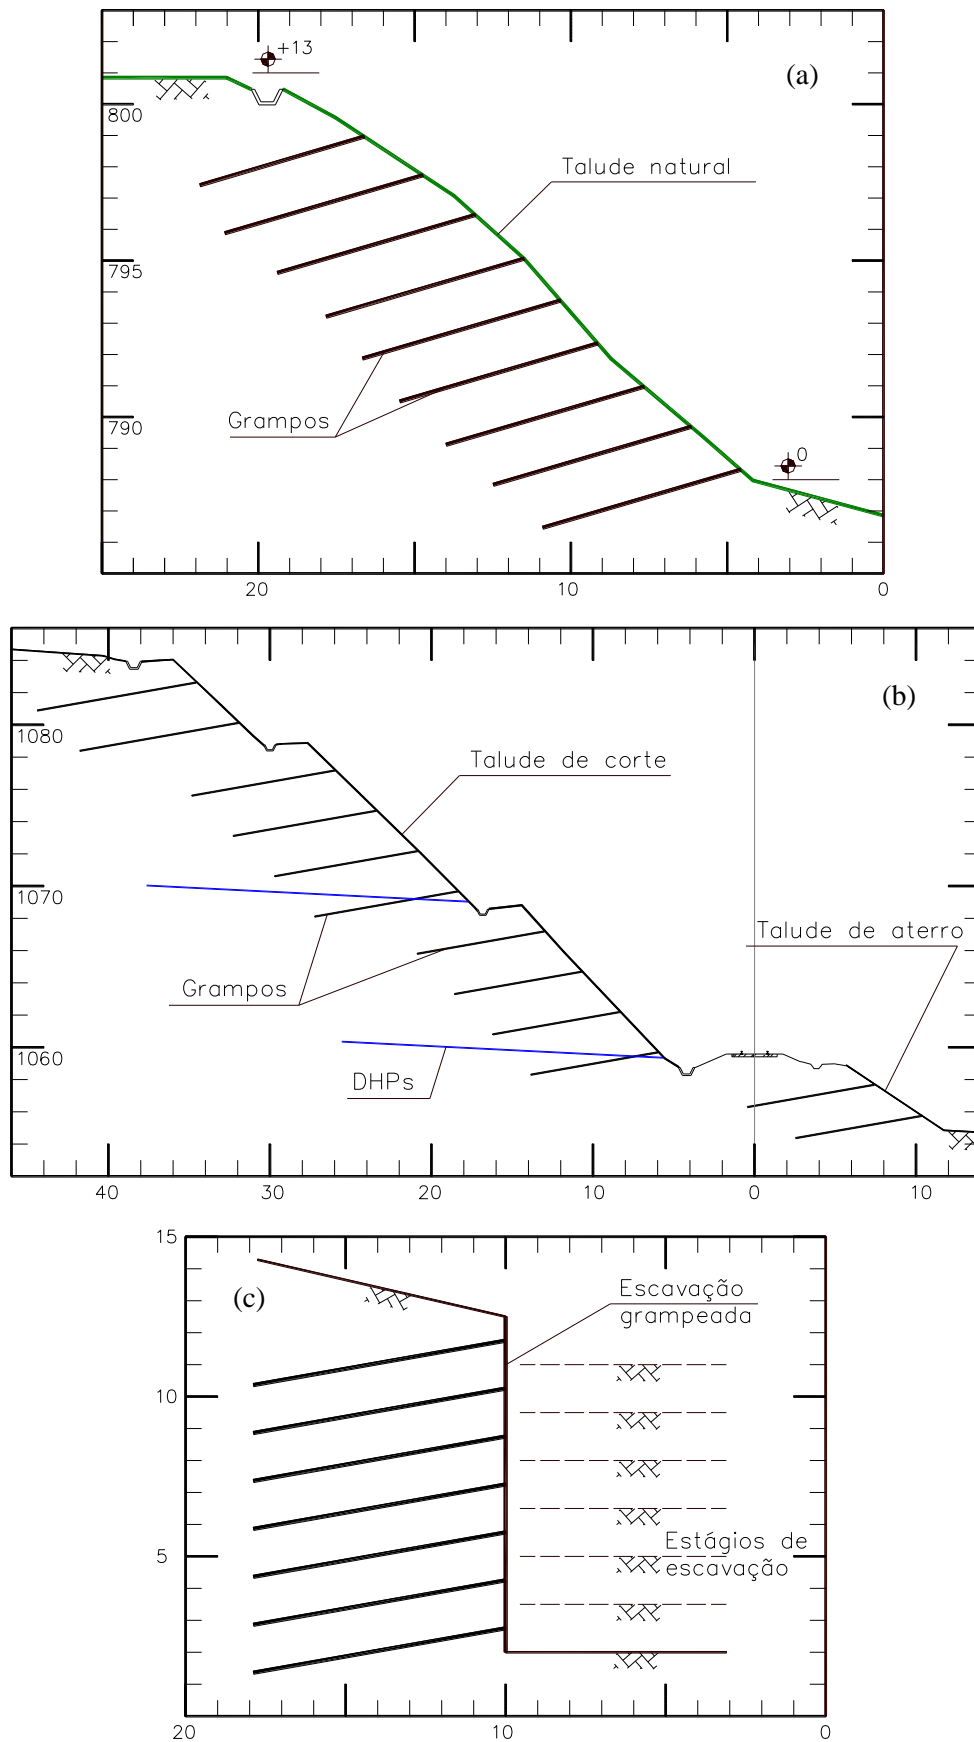 +13
(a)
800
Talude natural
795
Grampos
790
0
20
10
0
(b)
1080
Talude de corte
1070
Talude de aterro
Grampos
1060
DHPs
40
30
20
10
0
10
15
(c)
Escavação
grampeada
10
5
Estágios de
escavação
20
10
0